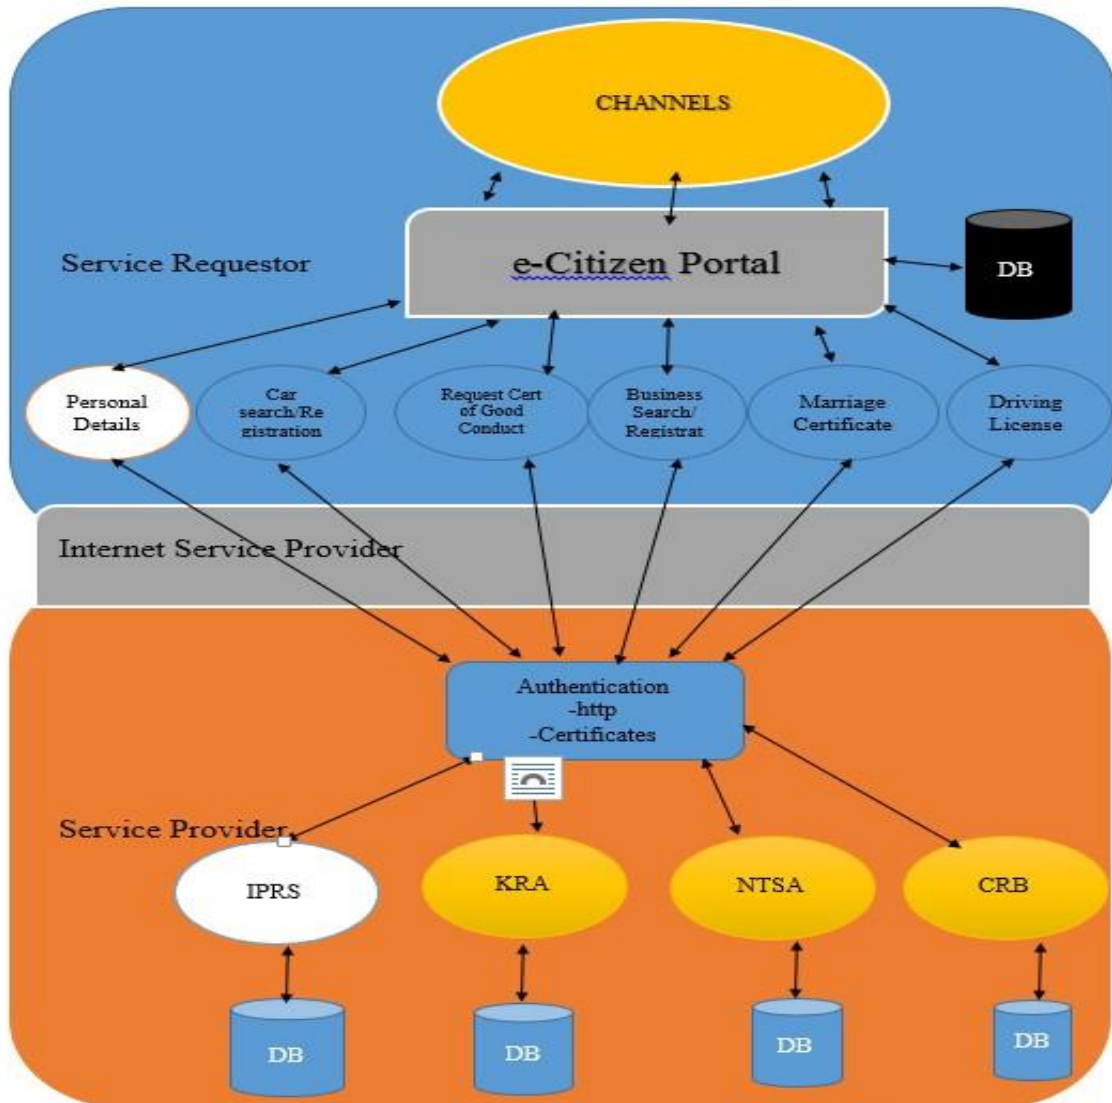 CHANNELS
Service Requestor
e-Citizen Portal
DB
Personal
Details
Car
search/Re
gistration
Request Cert
of Good
Conduct
Business
Search/
Registrat
Marriage
Certificate
Driving
License
Internet Service Provider
Authentication
-http
-Certificates
Service Provider
IPRS
KRA
NTSA
CRB
DB
DB
DB
DB